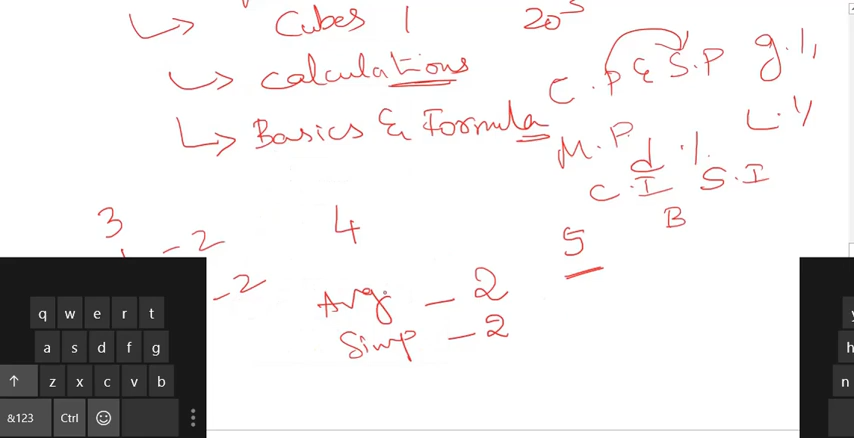 Cubes 1 20³
Calculations
Basics & Formula
C.P & S.P g.%
M.P L.%
d.%
C.I S.I
B
3 4 5
- 2
- 2
Avg - 2
Simp - 2
q w e r t
a s d f g
z x c v b
&123 Ctrl
y
h
n